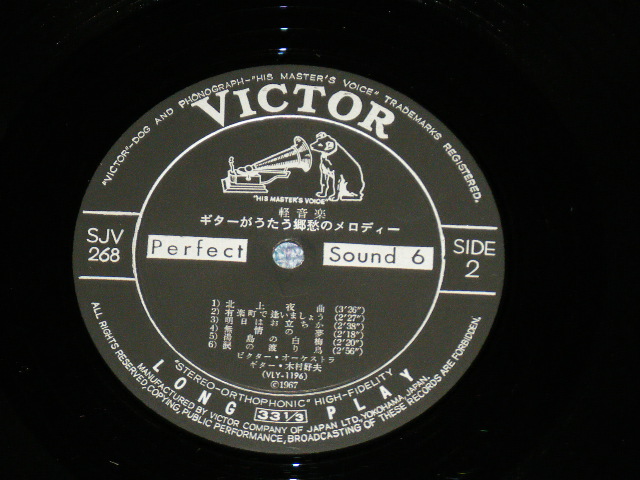 "VICTOR"-DOG AND PHONOGRAPH-"HIS MASTER'S VOICE" TRADEMARKS REGISTERED.
VICTOR
"HIS MASTER'S VOICE"
軽音楽
ギターがうたう郷愁のメロディー
SJV
268
Perfect Sound 6
SIDE
2
1) 北上夜曲 (3′26″)
2) 有楽町で逢いましょう (2′27″)
3) 明日はお立ちか (2′38″)
4) 無情の夢 (2′18″)
5) 湯島の白梅 (2′20″)
6) 涙の渡り鳥 (2′56″)
ビクター・オーケストラ
ギター・木村好夫
(VLY-1196)
©1967
"STEREO-ORTHOPHONIC" HIGH-FIDELITY
LONG 33 1/3 PLAY
MANUFACTURED BY VICTOR COMPANY OF JAPAN LTD., YOKOHAMA, JAPAN.
ALL RIGHTS RESERVED, COPYING, PUBLIC PERFORMANCE, BROADCASTING OF THESE RECORDS ARE FORBIDDEN.